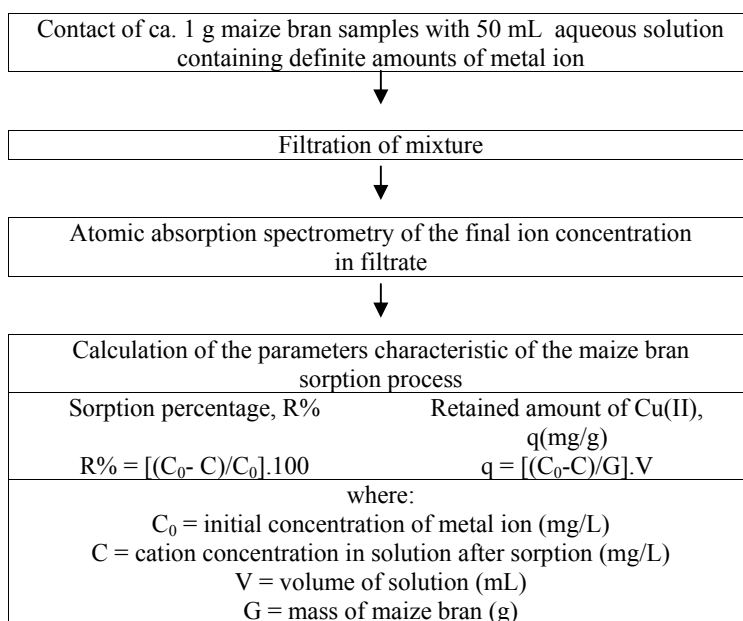 Contact of ca. 1 g maize bran samples with 50 mL aqueous solution
containing definite amounts of metal ion
Filtration of mixture
Atomic absorption spectrometry of the final ion concentration
in filtrate
Calculation of the parameters characteristic of the maize bran
sorption process
Sorption percentage, R%
R% = [(C₀- C)/C₀].100
Retained amount of Cu(II),
q(mg/g)
q = [(C₀-C)/G].V
where:
C₀ = initial concentration of metal ion (mg/L)
C = cation concentration in solution after sorption (mg/L)
V = volume of solution (mL)
G = mass of maize bran (g)